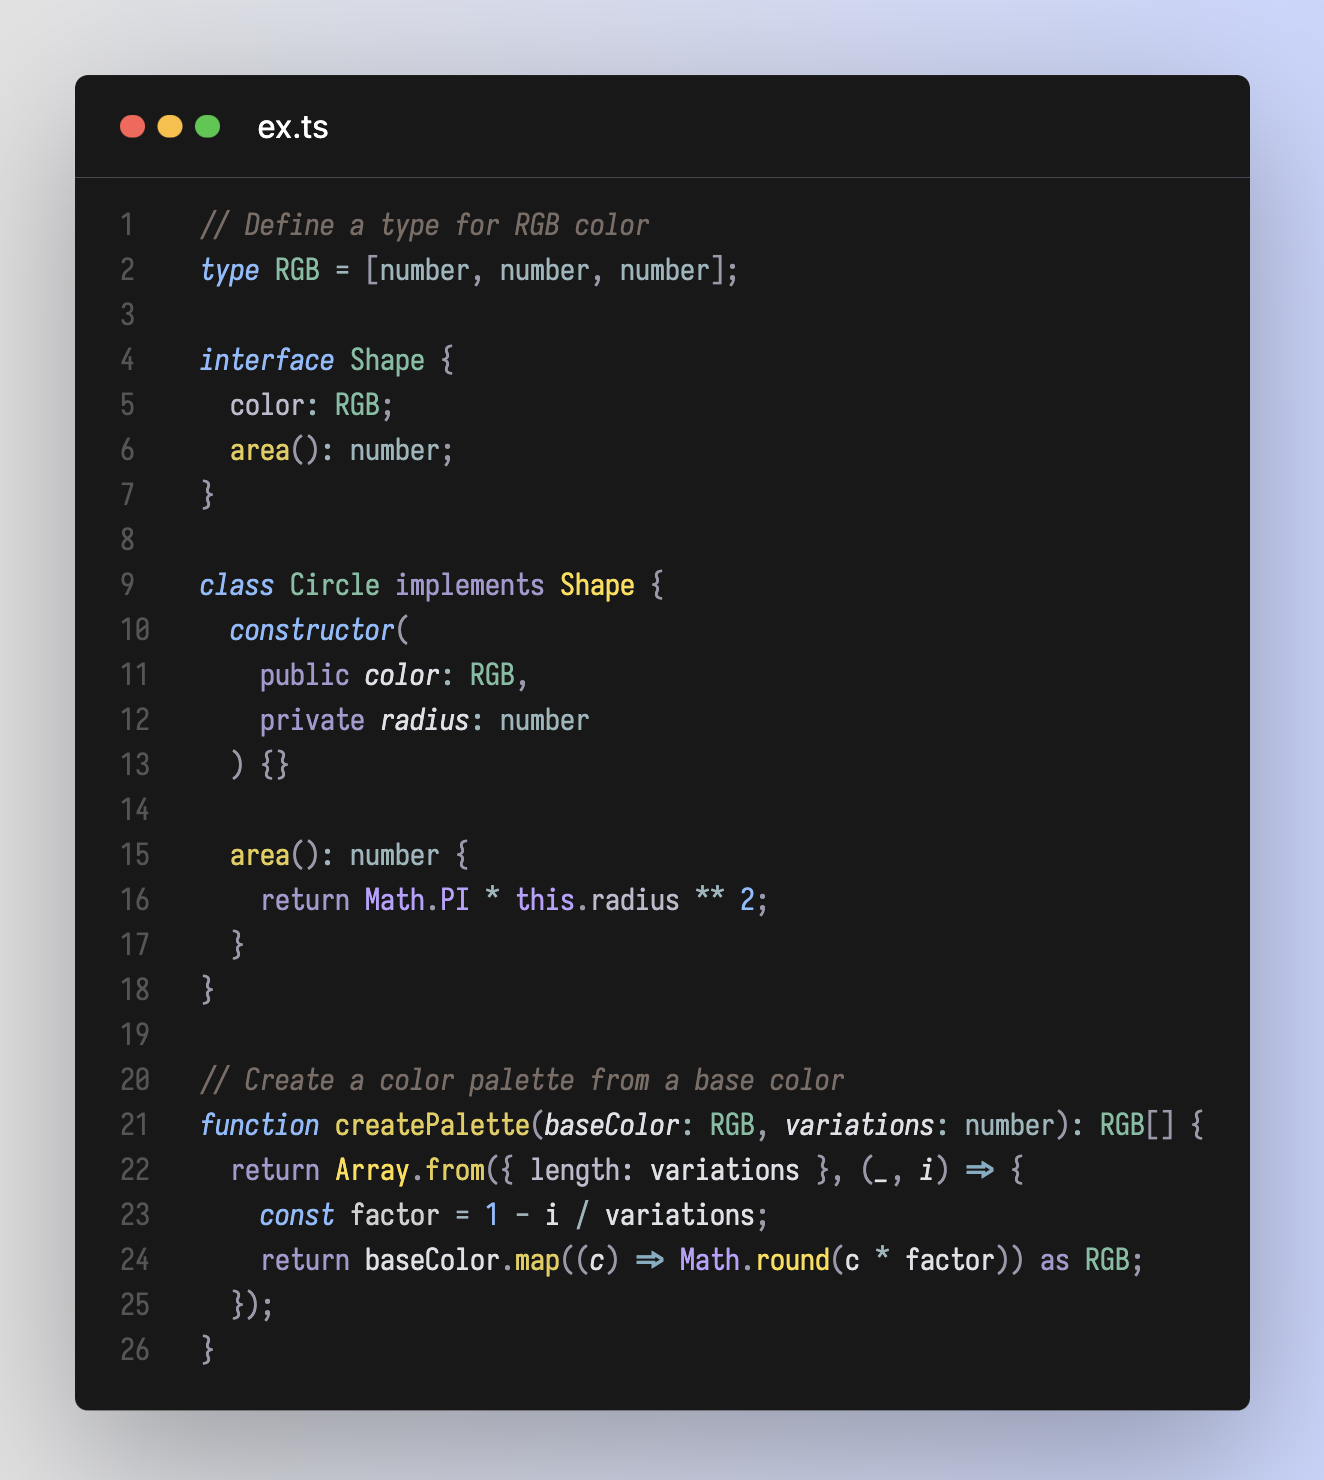 ex.ts
1 // Define a type for RGB color
2 type RGB = [number, number, number];
3
4 interface Shape {
5   color: RGB;
6   area(): number;
7 }
8
9 class Circle implements Shape {
10   constructor(
11     public color: RGB,
12     private radius: number
13   ) {}
14
15   area(): number {
16     return Math.PI * this.radius ** 2;
17   }
18 }
19
20 // Create a color palette from a base color
21 function createPalette(baseColor: RGB, variations: number): RGB[] {
22   return Array.from({ length: variations }, (_, i) => {
23     const factor = 1 - i / variations;
24     return baseColor.map((c) => Math.round(c * factor)) as RGB;
25   });
26 }